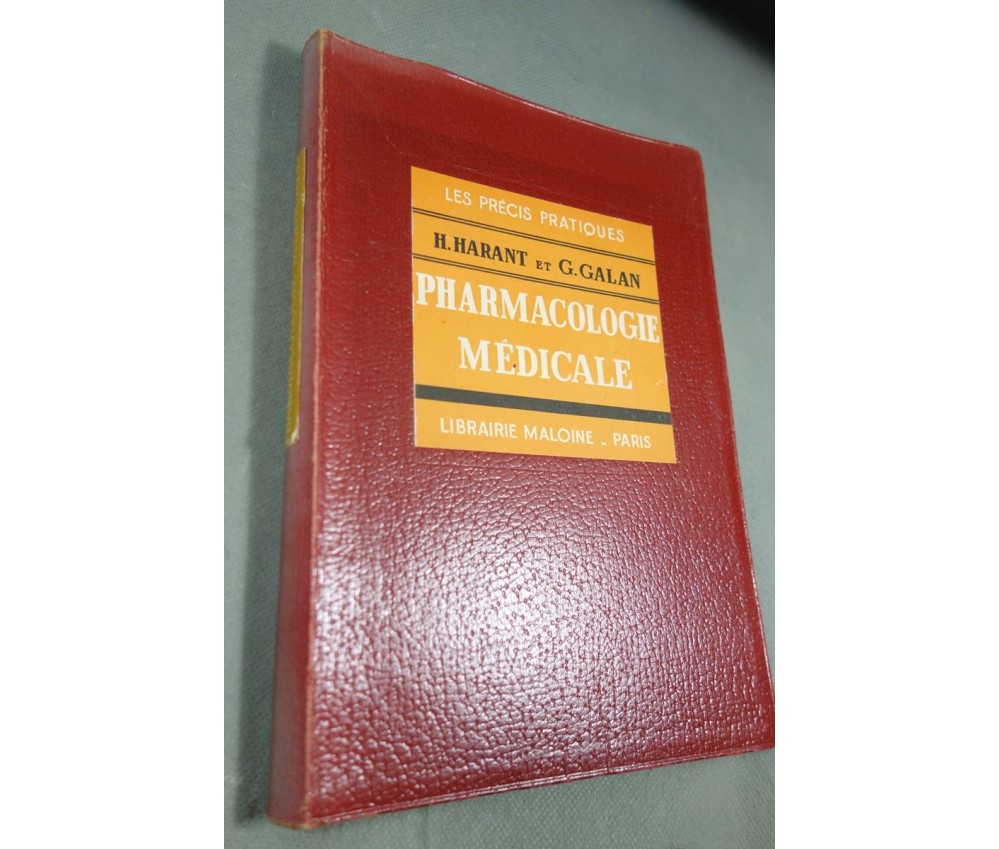 LES PRÉCIS PRATIQUES
H. HARANT ET G. GALAN
PHARMACOLOGIE
MÉDICALE
LIBRAIRIE MALOINE - PARIS